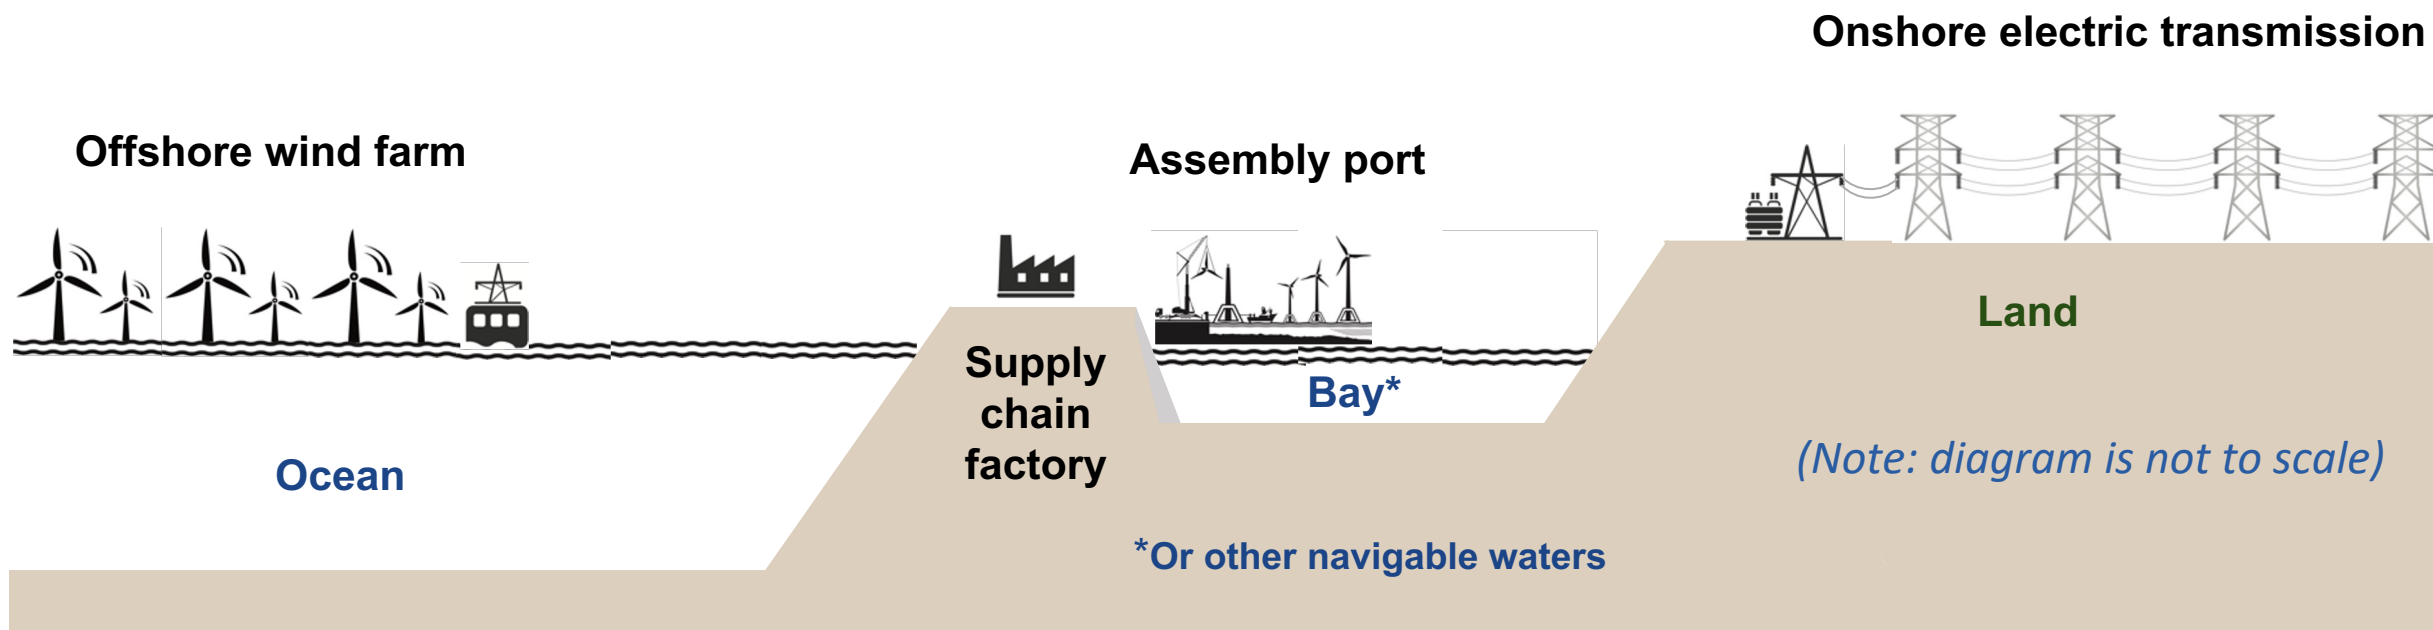 Onshore electric transmission
Offshore wind farm
Assembly port
Land
Supply
chain
factory
Bay*
Ocean
(Note: diagram is not to scale)
*Or other navigable waters